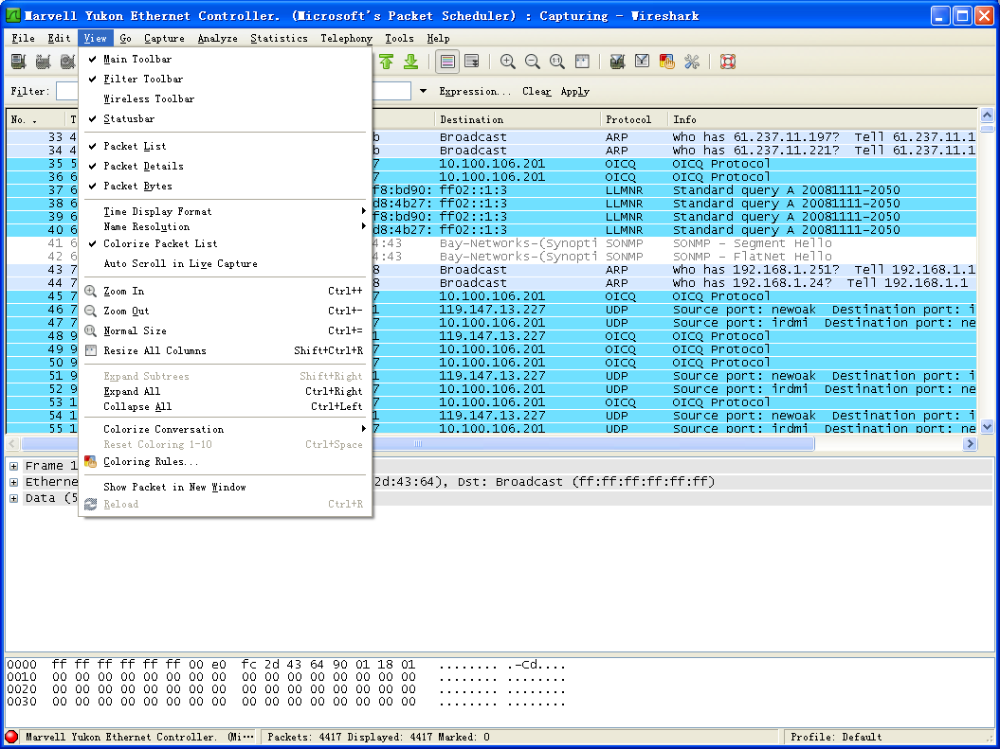 Marvell Yukon Ethernet Controller. (Microsoft's Packet Scheduler) : Capturing - Wireshark
File Edit View Go Capture Analyze Statistics Telephony Tools Help
Main Toolbar
Filter Toolbar
Wireless Toolbar
Statusbar
Packet List
Packet Details
Packet Bytes
Time Display Format
Name Resolution
Colorize Packet List
Auto Scroll in Live Capture
Zoom In Ctrl++
Zoom Out Ctrl+-
Normal Size Ctrl+=
Resize All Columns Shift+Ctrl+R
Expand Subtrees Shift+Right
Expand All Ctrl+Right
Collapse All Ctrl+Left
Colorize Conversation
Reset Coloring 1-10 Ctrl+Space
Coloring Rules...
Show Packet in New Window
Reload Ctrl+R
Filter: Expression... Clear Apply
No. . T Destination Protocol Info
33 4 b Broadcast ARP Who has 61.237.11.197? Tell 61.237.11.1
34 4 b Broadcast ARP Who has 61.237.11.221? Tell 61.237.11.1
35 5 7 10.100.106.201 OICQ OICQ Protocol
36 6 7 10.100.106.201 OICQ OICQ Protocol
37 6 f8:bd90: ff02::1:3 LLMNR Standard query A 20081111-2050
38 6 d8:4b27: ff02::1:3 LLMNR Standard query A 20081111-2050
39 6 f8:bd90: ff02::1:3 LLMNR Standard query A 20081111-2050
40 6 d8:4b27: ff02::1:3 LLMNR Standard query A 20081111-2050
41 6 4:43 Bay-Networks-(Synopti SONMP SONMP - Segment Hello
42 6 4:43 Bay-Networks-(Synopti SONMP SONMP - FlatNet Hello
43 7 8 Broadcast ARP Who has 192.168.1.251? Tell 192.168.1.1
44 7 8 Broadcast ARP Who has 192.168.1.24? Tell 192.168.1.1
45 7 7 10.100.106.201 OICQ OICQ Protocol
46 7 1 119.147.13.227 UDP Source port: newoak Destination port: i
47 7 7 10.100.106.201 UDP Source port: irdmi Destination port: ne
48 9 1 119.147.13.227 OICQ OICQ Protocol
49 9 7 10.100.106.201 OICQ OICQ Protocol
50 9 7 10.100.106.201 OICQ OICQ Protocol
51 9 1 119.147.13.227 UDP Source port: newoak Destination port: i
52 9 7 10.100.106.201 UDP Source port: irdmi Destination port: ne
53 1 7 10.100.106.201 OICQ OICQ Protocol
54 1 1 119.147.13.227 UDP Source port: newoak Destination port: i
55 1 7 10.100.106.201 UDP Source port: irdmi Destination port: ne
Frame 1
Etherne 2d:43:64), Dst: Broadcast (ff:ff:ff:ff:ff:ff)
Data (5
0000 ff ff ff ff ff ff 00 e0 fc 2d 43 64 90 01 18 01 ........ .-Cd....
0010 00 00 00 00 00 00 00 00 00 00 00 00 00 00 00 00 ........ ........
0020 00 00 00 00 00 00 00 00 00 00 00 00 00 00 00 00 ........ ........
0030 00 00 00 00 00 00 00 00 00 00 00 00 00 00 00 00 ........ ........
Marvell Yukon Ethernet Controller. (Mi··· Packets: 4417 Displayed: 4417 Marked: 0 Profile: Default